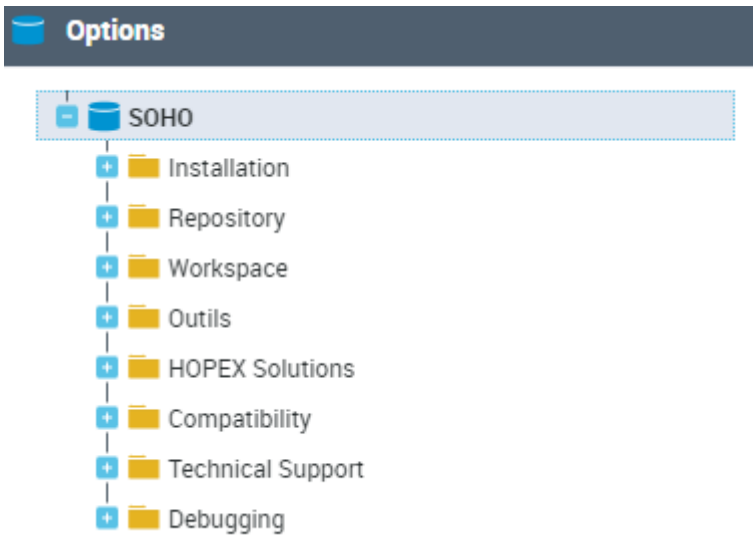 Options
SOHO
Installation
Repository
Workspace
Outils
HOPEX Solutions
Compatibility
Technical Support
Debugging